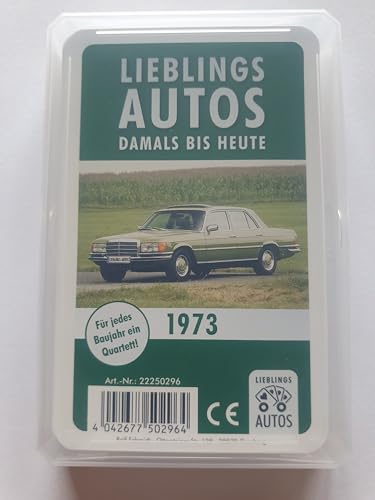 LIEBLINGS
AUTOS
DAMALS BIS HEUTE
Für jedes
Baujahr ein
Quartett!
1973
Art.-Nr.: 22250296
4 042677 502964
CE
LIEBLINGS
AUTOS